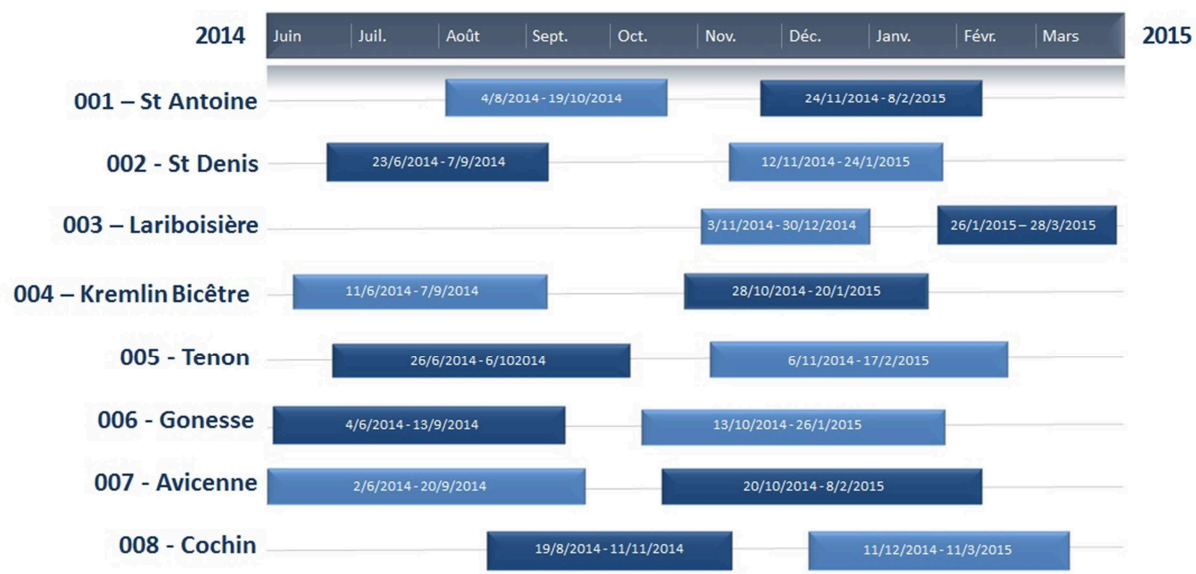 2014 Juin Juil. Août Sept. Oct. Nov. Déc. Janv. Févr. Mars 2015
001 – St Antoine 4/8/2014 - 19/10/2014 24/11/2014 - 8/2/2015
002 - St Denis 23/6/2014 - 7/9/2014 12/11/2014 - 24/1/2015
003 – Lariboisière 3/11/2014 - 30/12/2014 26/1/2015 – 28/3/2015
004 – Kremlin Bicêtre 11/6/2014 - 7/9/2014 28/10/2014 - 20/1/2015
005 - Tenon 26/6/2014 - 6/102014 6/11/2014 - 17/2/2015
006 - Gonesse 4/6/2014 - 13/9/2014 13/10/2014 - 26/1/2015
007 - Avicenne 2/6/2014 - 20/9/2014 20/10/2014 - 8/2/2015
008 - Cochin 19/8/2014 - 11/11/2014 11/12/2014 - 11/3/2015